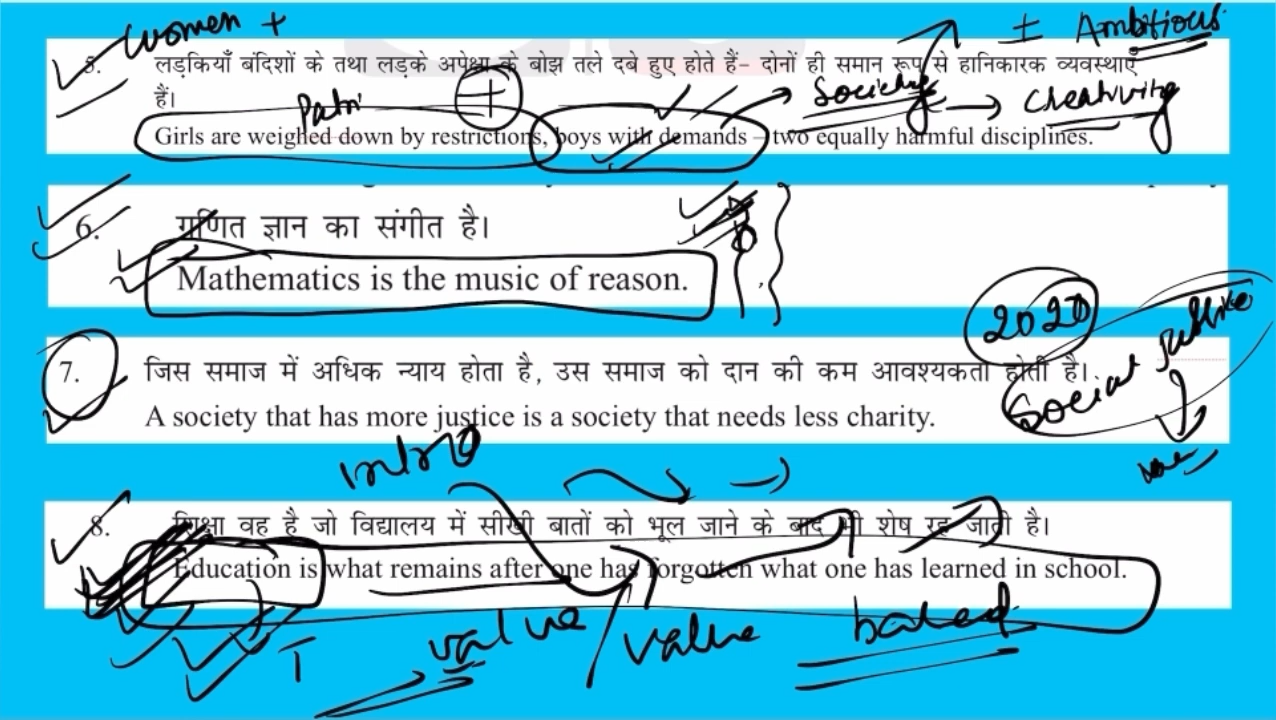 women +
± Ambitious
5. लड़कियाँ बंदिशों के तथा लड़के अपेक्षा के बोझ तले दबे हुए होते हैं- दोनों ही समान रूप से हानिकारक व्यवस्थाएँ
हैं।
Society → Creativity
Girls are weighed down by restrictions, boys with demands – two equally harmful disciplines.
6. गणित ज्ञान का संगीत है।
Mathematics is the music of reason.
2020
Social justice
7. जिस समाज में अधिक न्याय होता है, उस समाज को दान की कम आवश्यकता होती है।
A society that has more justice is a society that needs less charity.
intro
8. शिक्षा वह है जो विद्यालय में सीखी बातों को भूल जाने के बाद भी शेष रह जाती है।
Education is what remains after one has forgotten what one has learned in school.
value / value based